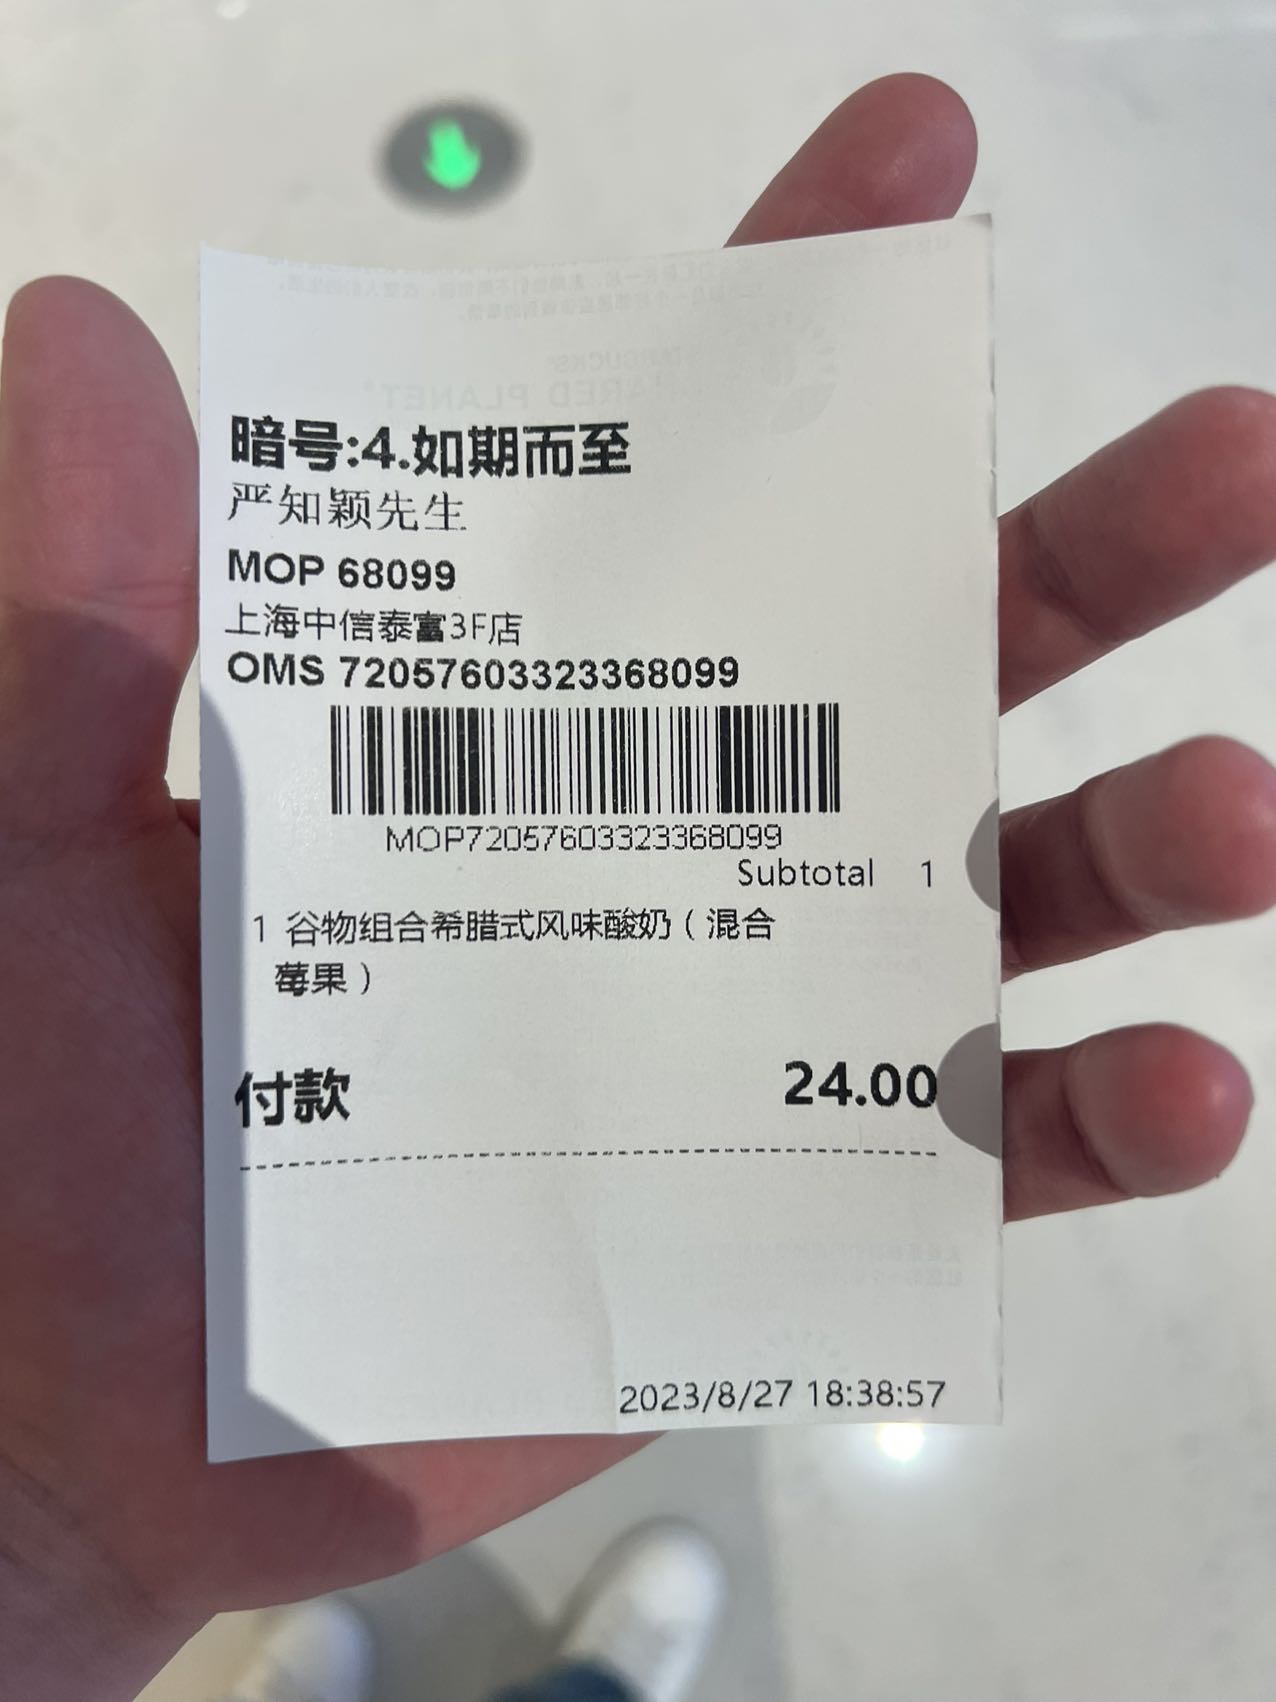 暗号:4.如期而至
严知颖先生
MOP 68099
上海中信泰富3F店
OMS 72057603323368099
MOP72057603323368099
Subtotal 1
1 谷物组合希腊式风味酸奶（混合
莓果）
付款 24.00
2023/8/27 18:38:57